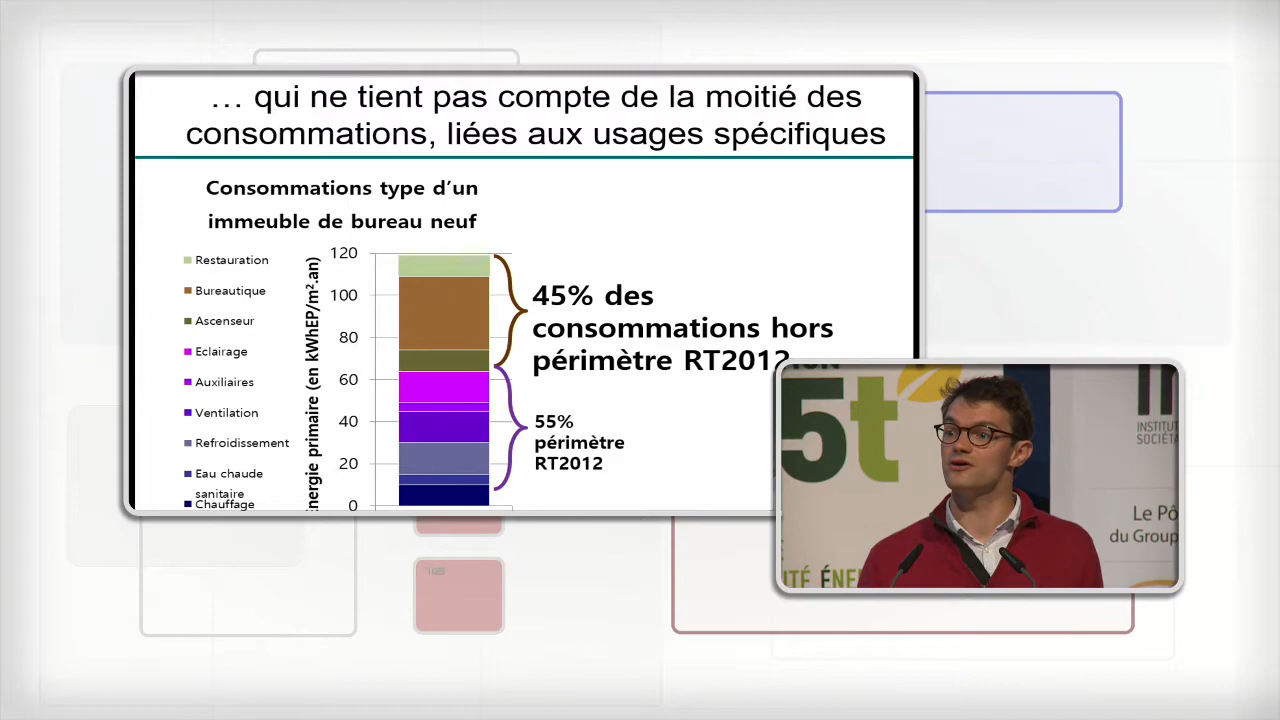 … qui ne tient pas compte de la moitié des
consommations, liées aux usages spécifiques
Consommations type d’un
immeuble de bureau neuf
Restauration
Bureautique
Ascenseur
Eclairage
Auxiliaires
Ventilation
Refroidissement
Eau chaude
sanitaire
Chauffage
nergie primaire (en kWhEP/m².an)
120
100
80
60
40
20
0
45% des
consommations hors
périmètre RT2012
55%
périmètre
RT2012
5t
INSTITUT
SOCIÉTA
Le Pô
du Group
ITÉ ÉNE